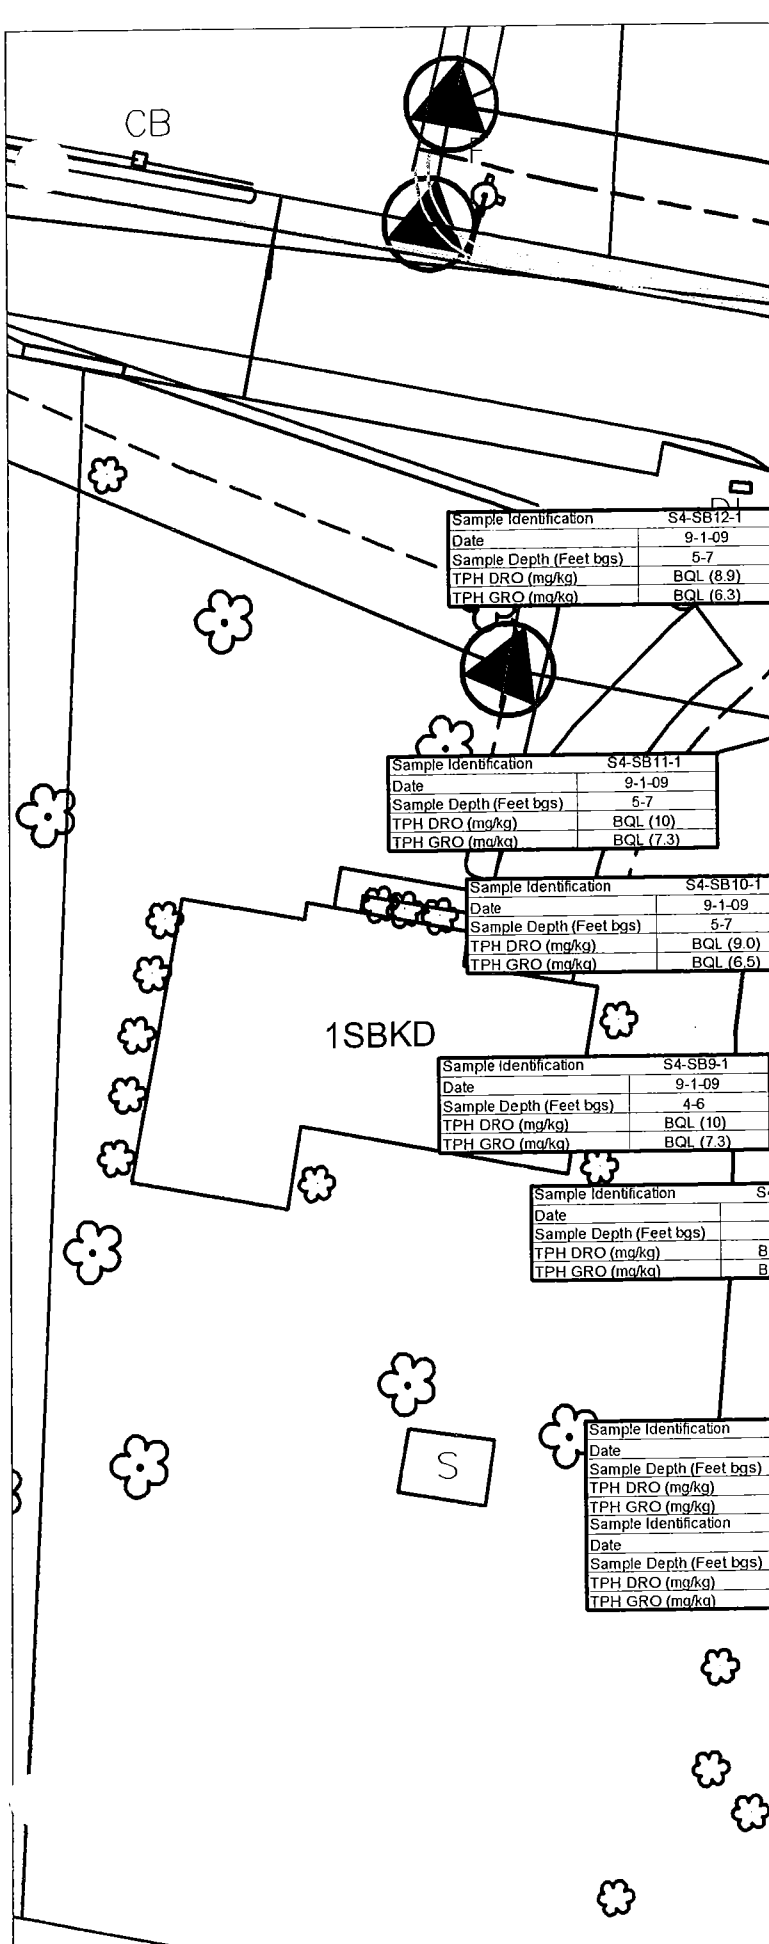 CB
F
Sample Identification S4-SB12-1
Date 9-1-09
Sample Depth (Feet bgs) 5-7
TPH DRO (mg/kg) BQL (8.9)
TPH GRO (mg/kg) BQL (6.3)
Sample Identification S4-SB11-1
Date 9-1-09
Sample Depth (Feet bgs) 5-7
TPH DRO (mg/kg) BQL (10)
TPH GRO (mg/kg) BQL (7.3)
Sample Identification S4-SB10-1
Date 9-1-09
Sample Depth (Feet bgs) 5-7
TPH DRO (mg/kg) BQL (9.0)
TPH GRO (mg/kg) BQL (6.5)
1SBKD
Sample Identification S4-SB9-1
Date 9-1-09
Sample Depth (Feet bgs) 4-6
TPH DRO (mg/kg) BQL (10)
TPH GRO (mg/kg) BQL (7.3)
Sample Identification S
Date
Sample Depth (Feet bgs)
TPH DRO (mg/kg) B
TPH GRO (mg/kg) B
S
Sample Identification
Date
Sample Depth (Feet bgs)
TPH DRO (mg/kg)
TPH GRO (mg/kg)
Sample Identification
Date
Sample Depth (Feet bgs)
TPH DRO (mg/kg)
TPH GRO (mg/kg)